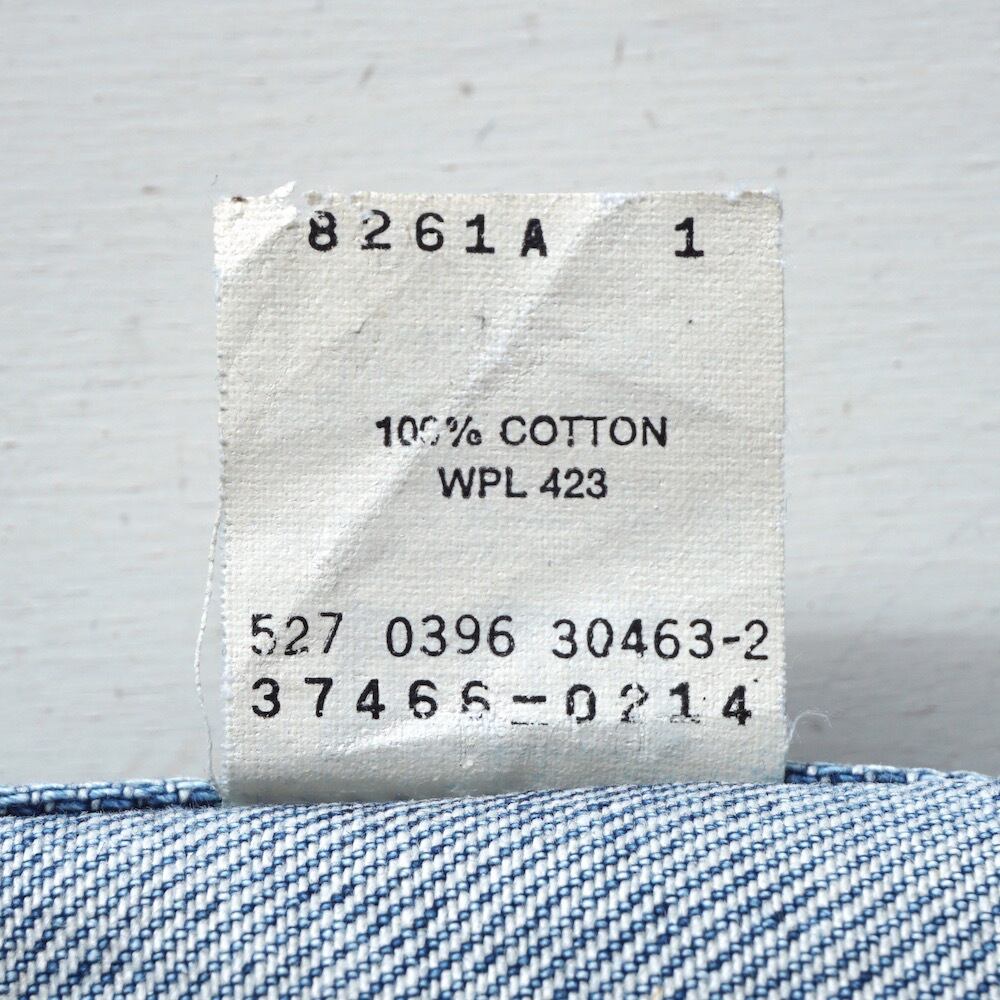 8261A 1
100% COTTON
WPL 423
527 0396 30463-2
37466-0214